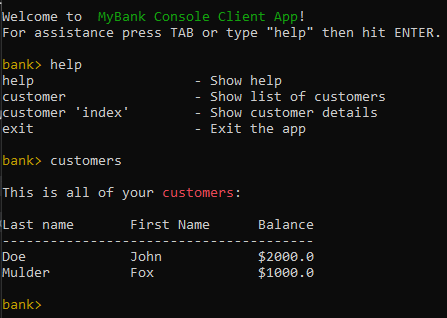 Welcome to  MyBank Console Client App!
For assistance press TAB or type "help" then hit ENTER.
bank> help
help                    - Show help
customer                - Show list of customers
customer 'index'        - Show customer details
exit                    - Exit the app
bank> customers
This is all of your customers:
Last name       First Name      Balance
---------------------------------------
Doe             John            $2000.0
Mulder          Fox             $1000.0
bank>